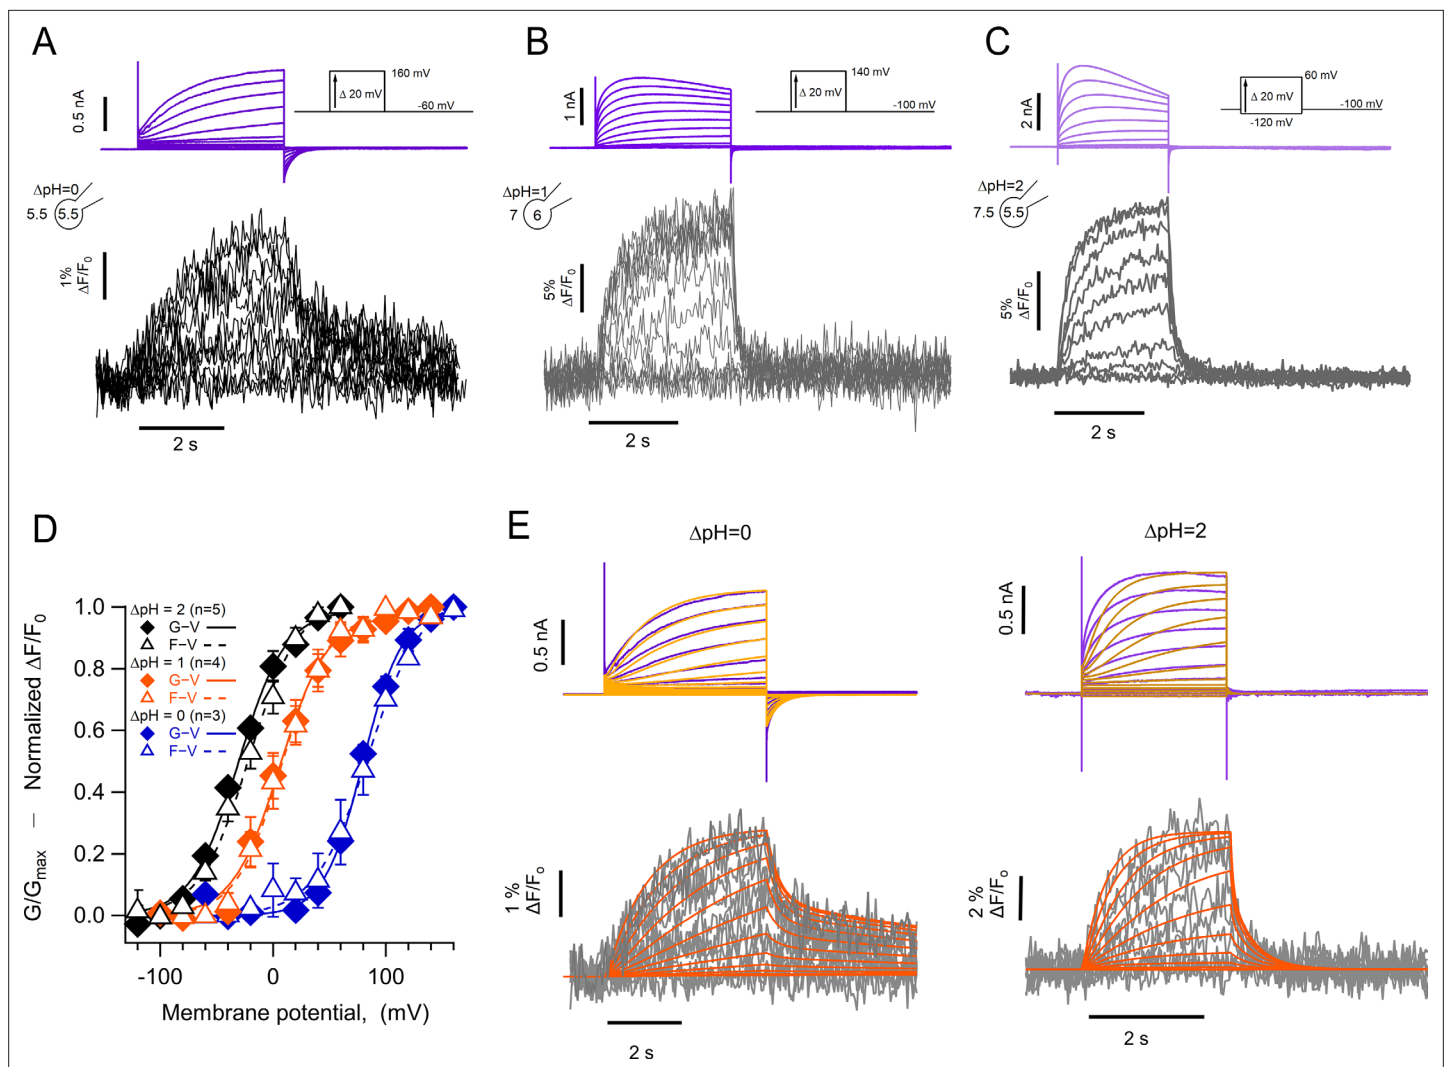 A
0.5 nA
160 mV
Δ 20 mV
-60 mV
ΔpH=0
5.5 5.5
1%
ΔF/F0
2 s
B
1 nA
140 mV
Δ 20 mV
-100 mV
ΔpH=1
7 6
5%
ΔF/F0
2 s
C
2 nA
60 mV
Δ 20 mV
-100 mV
-120 mV
ΔpH=2
7.5 5.5
5%
ΔF/F0
2 s
D
G/Gmax — Normalized ΔF/F0
1.0
0.8
0.6
0.4
0.2
0.0
ΔpH = 2 (n=5)
G−V
F−V
ΔpH = 1 (n=4)
G−V
F−V
ΔpH = 0 (n=3)
G−V
F−V
-100 0 100
Membrane potential, (mV)
E
ΔpH=0
0.5 nA
1 %
ΔF/F0
2 s
ΔpH=2
0.5 nA
2 %
ΔF/F0
2 s